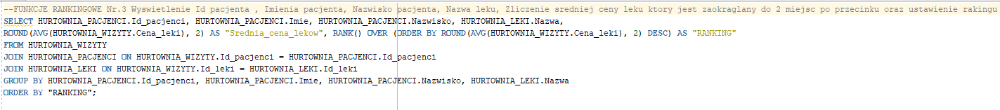 --FUNKCJE RANKINGOWE Nr.3 Wyswietlenie Id pacjenta , Imienia pacjenta, Nazwisko pacjenta, Nazwa leku, Zliczenie sredniej ceny leku ktory jest zaokraglany do 2 miejsc po przecinku oraz ustawienie rakingu
SELECT HURTOWNIA_PACJENCI.Id_pacjenci, HURTOWNIA_PACJENCI.Imie, HURTOWNIA_PACJENCI.Nazwisko, HURTOWNIA_LEKI.Nazwa,
ROUND(AVG(HURTOWNIA_WIZYTY.Cena_leki), 2) AS "Srednia_cena_lekow", RANK() OVER (ORDER BY ROUND(AVG(HURTOWNIA_WIZYTY.Cena_leki), 2) DESC) AS "RANKING"
FROM HURTOWNIA_WIZYTY
JOIN HURTOWNIA_PACJENCI ON HURTOWNIA_WIZYTY.Id_pacjenci = HURTOWNIA_PACJENCI.Id_pacjenci
JOIN HURTOWNIA_LEKI ON HURTOWNIA_WIZYTY.Id_leki = HURTOWNIA_LEKI.Id_leki
GROUP BY HURTOWNIA_PACJENCI.Id_pacjenci, HURTOWNIA_PACJENCI.Imie, HURTOWNIA_PACJENCI.Nazwisko, HURTOWNIA_LEKI.Nazwa
ORDER BY "RANKING";